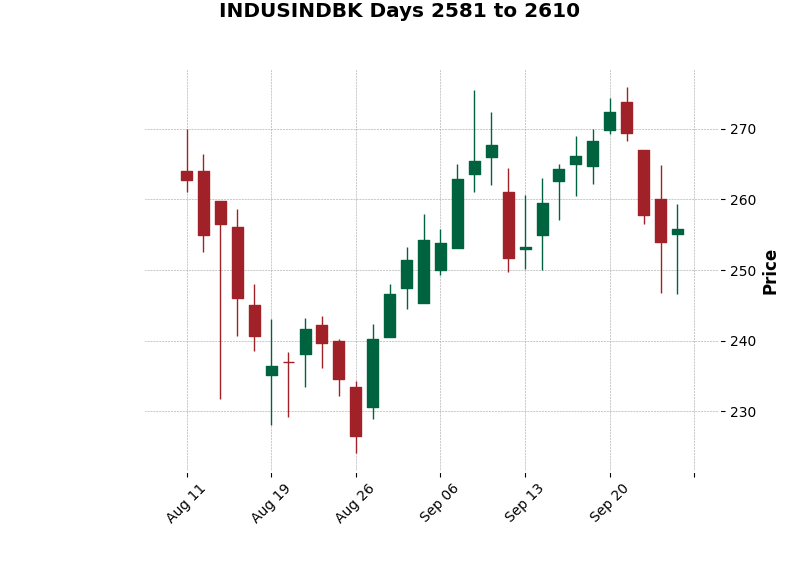 INDUSINDBK Days 2581 to 2610
270
260
250
240
230
Price
Aug 11
Aug 19
Aug 26
Sep 06
Sep 13
Sep 20